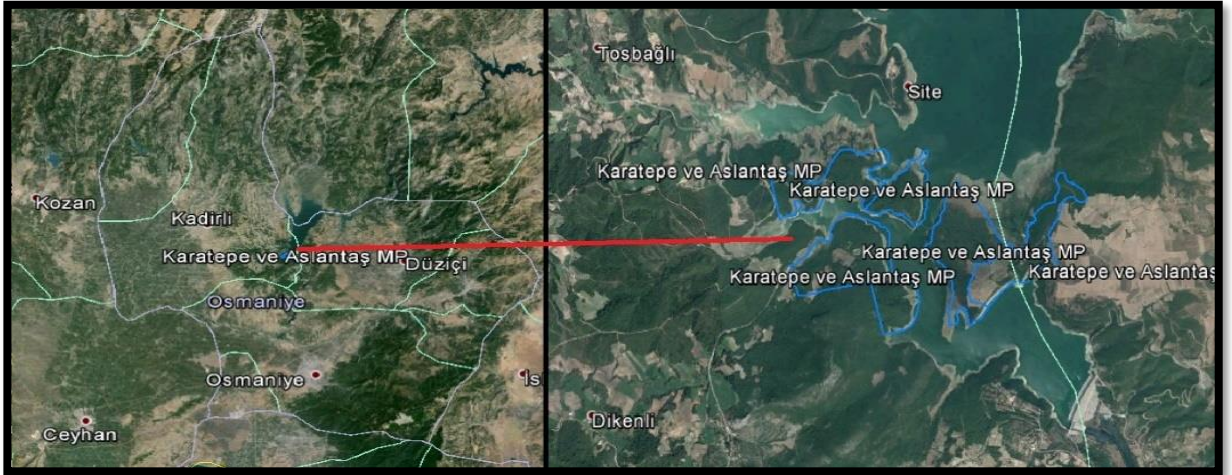 Kozan
Kadirli
Karatepe ve Aslantaş MP
Düziçi
Osmaniye
Osmaniye
Ceyhan
Tosbağlı
Site
Karatepe ve Aslantaş MP
Karatepe ve Aslantaş MP
Karatepe ve Aslantaş MP
Karatepe ve Aslantaş MP
Karatepe ve Aslantaş
Dikenli